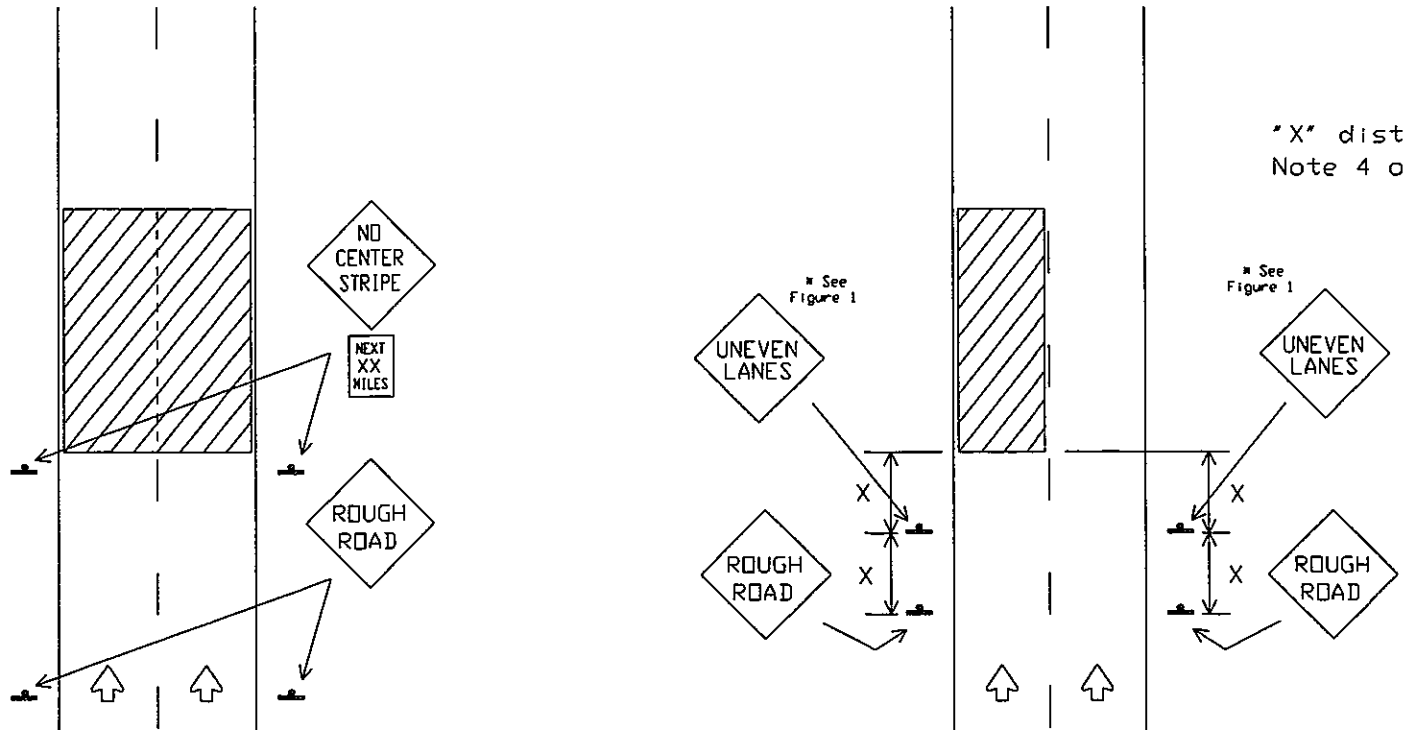 NO
CENTER
STRIPE
NEXT
XX
MILES
ROUGH
ROAD
"X" dist
Note 4 o
* See
Figure 1
UNEVEN
LANES
* See
Figure 1
UNEVEN
LANES
X
X
ROUGH
ROAD
X
X
ROUGH
ROAD